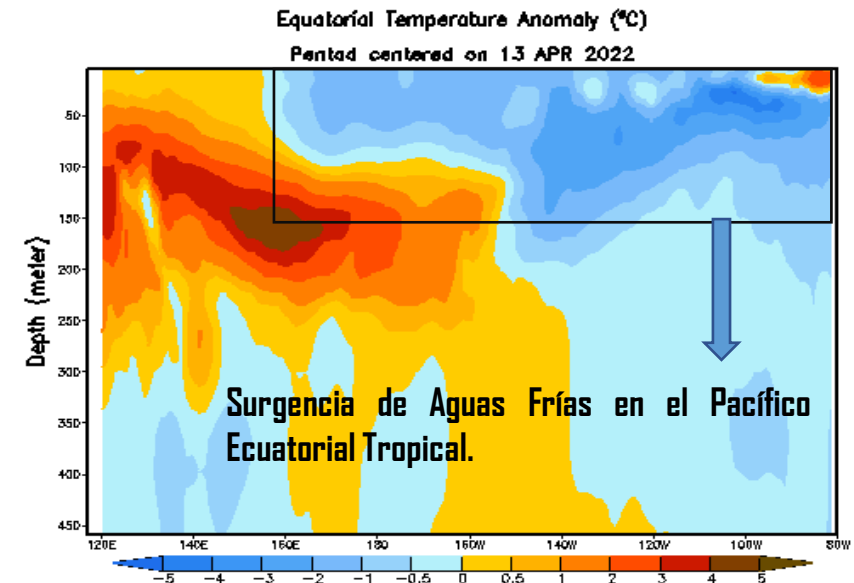 Equatorial Temperature Anomaly (°C)
Pentad centered on 13 APR 2022
Depth (meter)
50
100
150
200
250
300
350
400
450
Surgencia de Aguas Frías en el Pacífico
Ecuatorial Tropical.
120E 140E 160E 180 160W 140W 120W 100W 80W
-5 -4 -3 -2 -1 -0.5 0 0.5 1 2 3 4 5